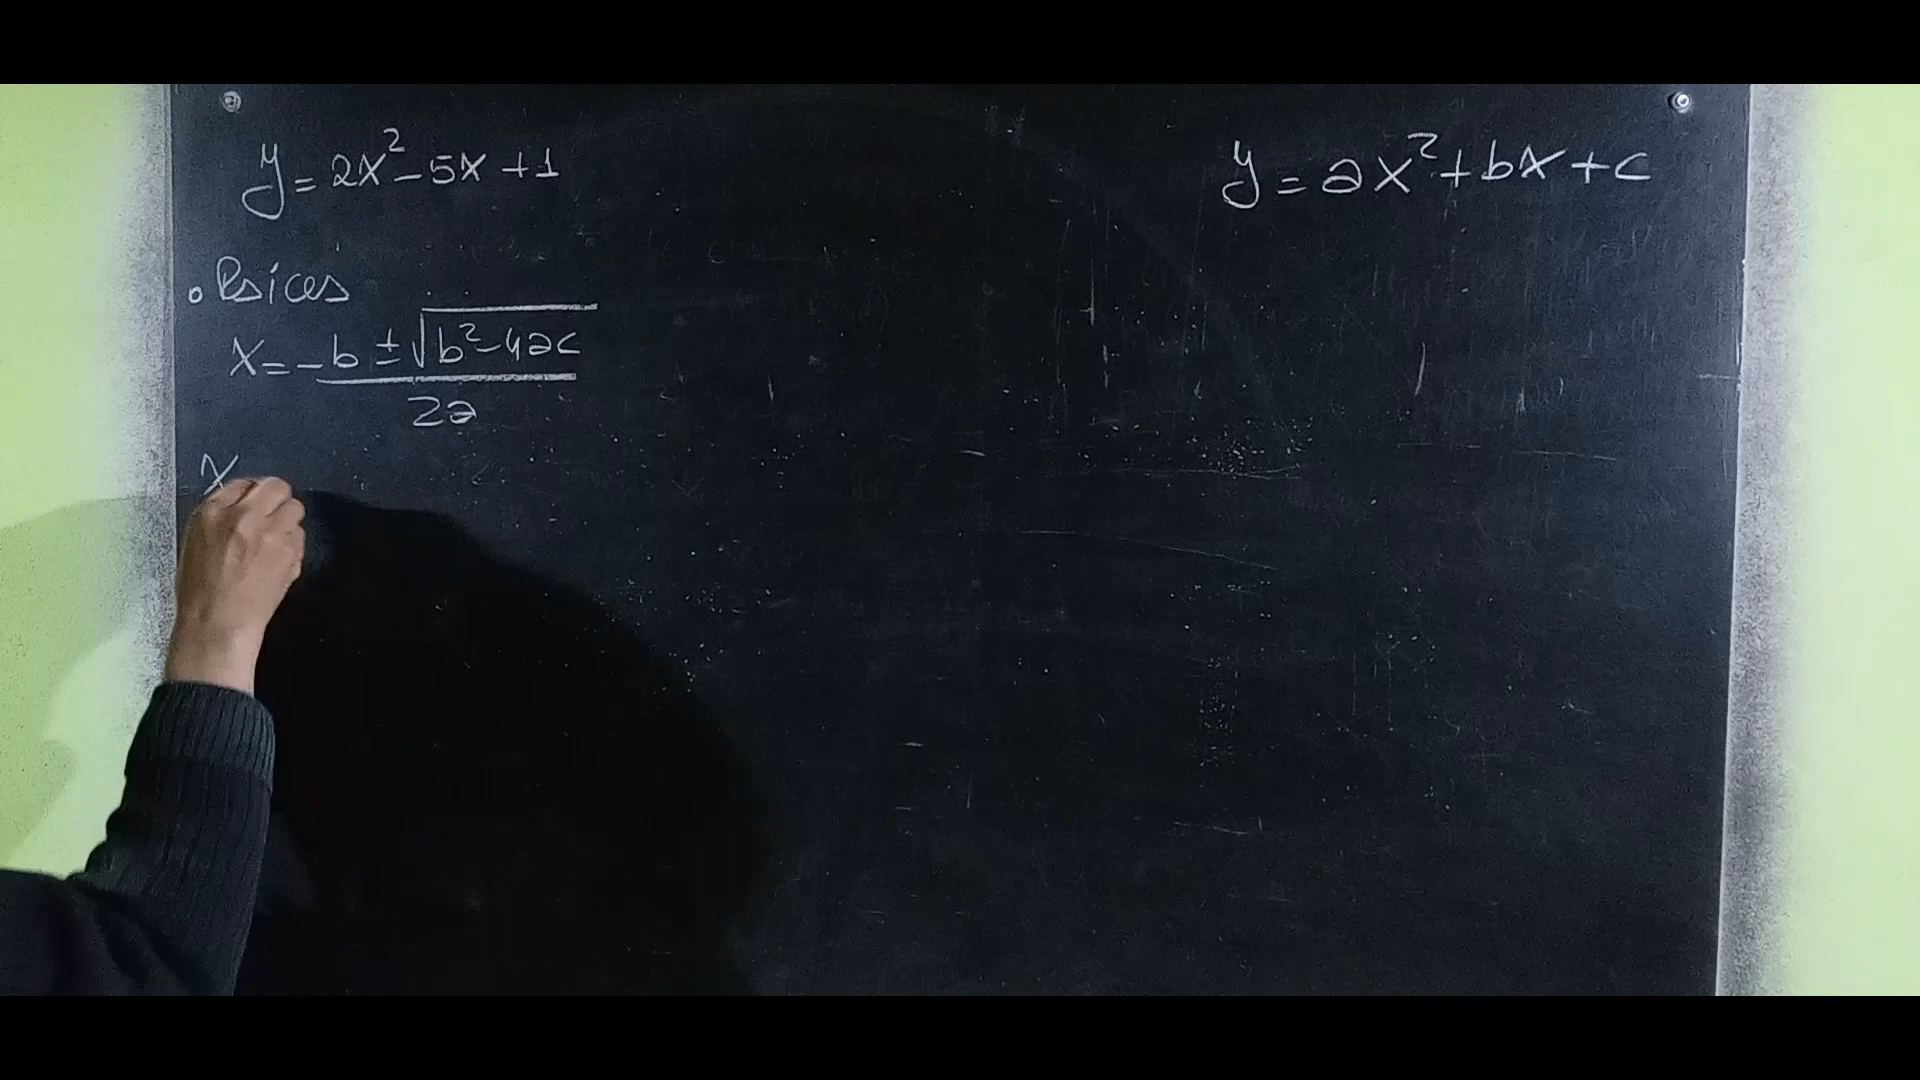 y = 2x² - 5x + 1
y = ax² + bx + c
• Raíces
x = -b ± √b² - 4ac
2a
x